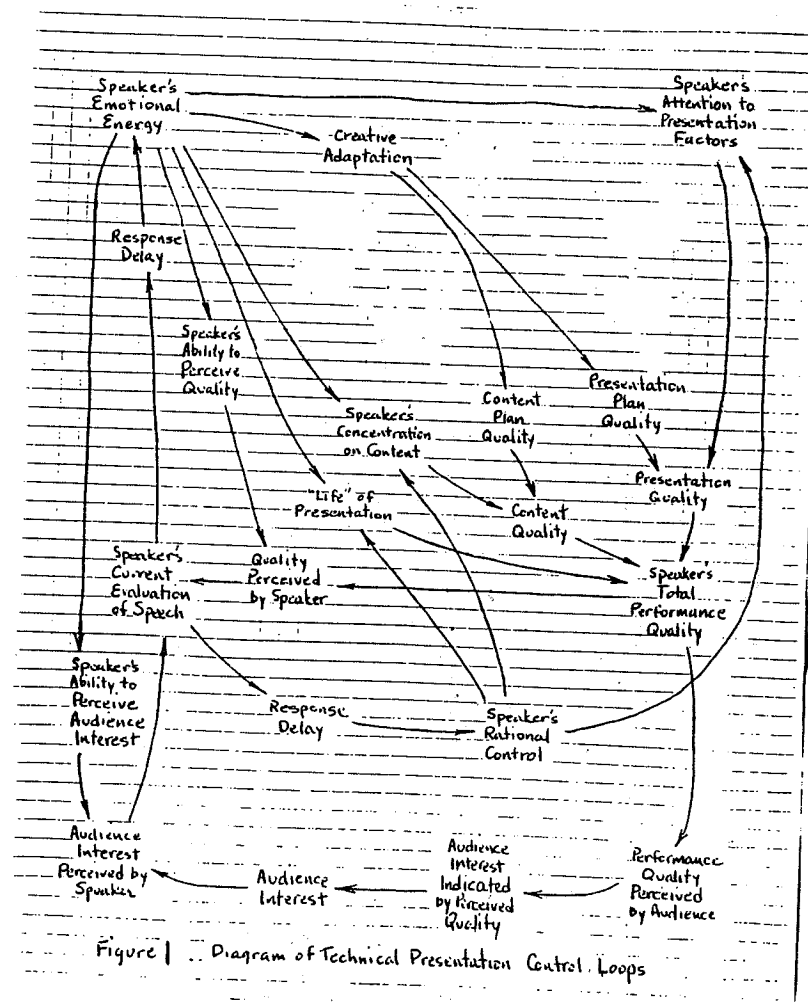 Speaker's
Emotional
Energy
Speaker's
Attention to
Presentation
Factors
Creative
Adaptation
Response
Delay
Speaker's
Ability to
Perceive
Quality
Speaker's
Concentration
on Content
Content
Plan
Quality
Presentation
Plan
Quality
"Life" of
Presentation
Content
Quality
Presentation
Quality
Speaker's
Current
Evaluation
of Speech
Quality
Perceived
by Speaker
Speaker's
Total
Performance
Quality
Speaker's
Ability to
Perceive
Audience
Interest
Response
Delay
Speaker's
Rational
Control
Audience
Interest
Perceived by
Speaker
Audience
Interest
Audience
Interest
Indicated
by Perceived
Quality
Performance
Quality
Perceived
by Audience
Figure 1 .. Diagram of Technical Presentation Control Loops